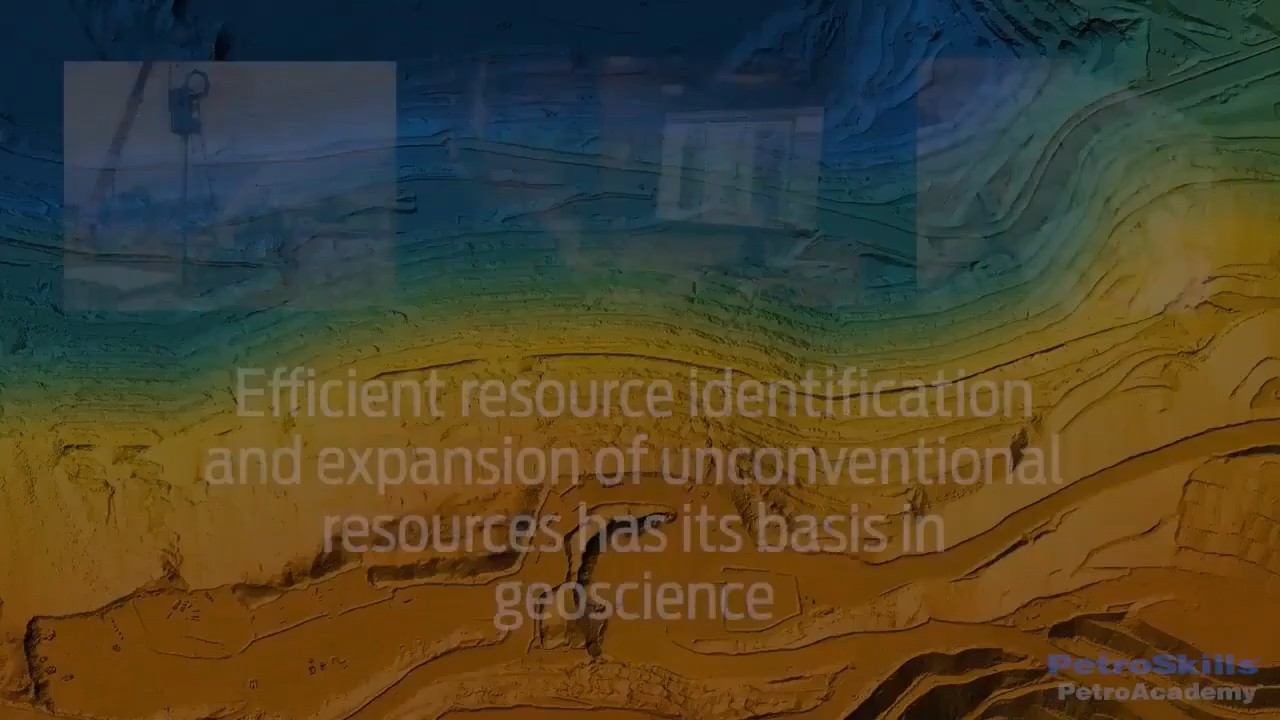 Efficient resource identification
and expansion of unconventional
resources has its basis in
geoscience
PetroSkills
PetroAcademy